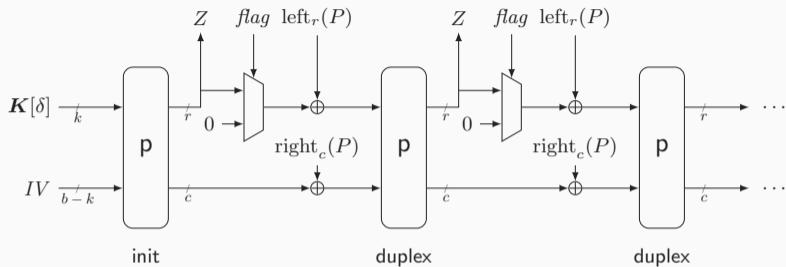 Z flag left_r(P) Z flag left_r(P)
K[δ] k p r 0 p r 0 p r ...
right_c(P) right_c(P)
IV b − k c c c ...
init duplex duplex